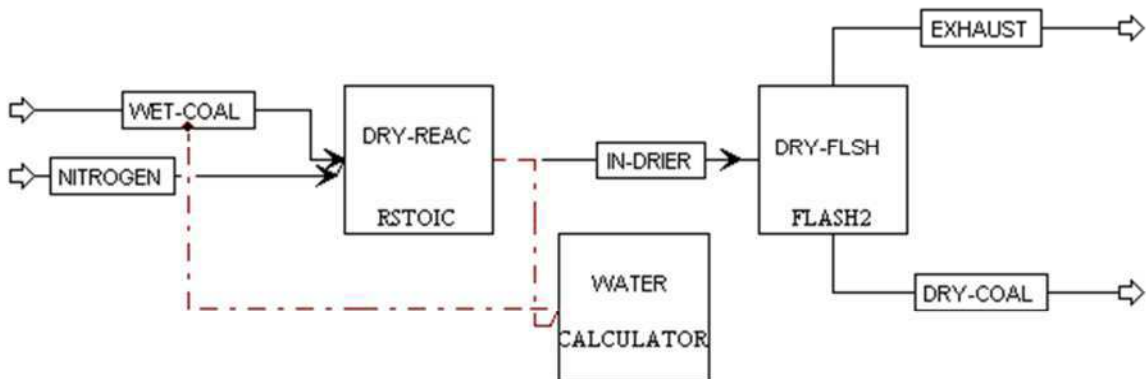 EXHAUST
WET-COAL
DRY-REAC
IN-DRIER
DRY-FLSH
NITROGEN
RSTOIC
FLASH2
WATER
DRY-COAL
CALCULATOR